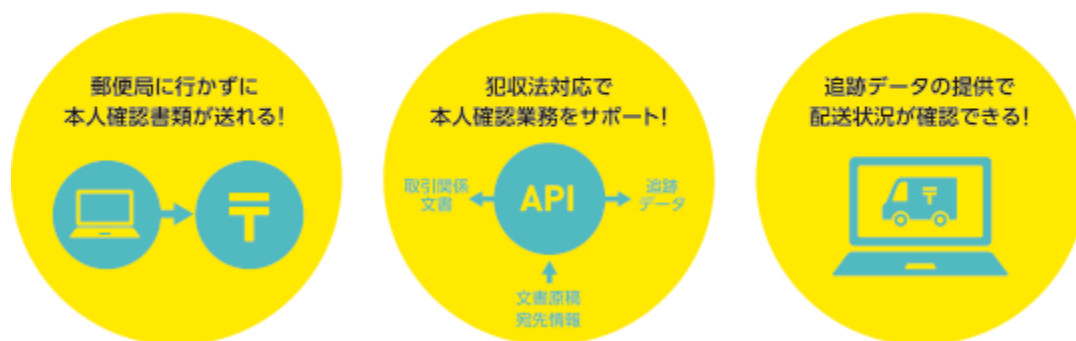 郵便局に行かずに
本人確認書類が送れる!
犯収法対応で
本人確認業務をサポート!
取引関係
文書
API
追跡
データ
文書原稿
宛先情報
追跡データの提供で
配送状況が確認できる!